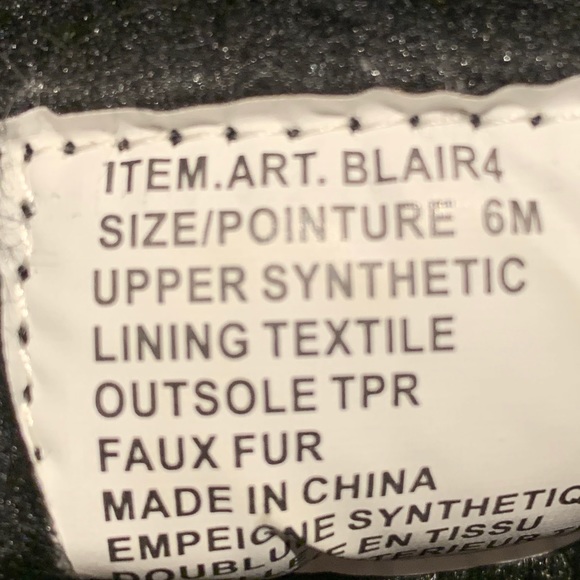 ITEM.ART. BLAIR4
SIZE/POINTURE 6M
UPPER SYNTHETIC
LINING TEXTILE
OUTSOLE TPR
FAUX FUR
MADE IN CHINA
EMPEIGNE SYNTHETIQ
EN TISSU